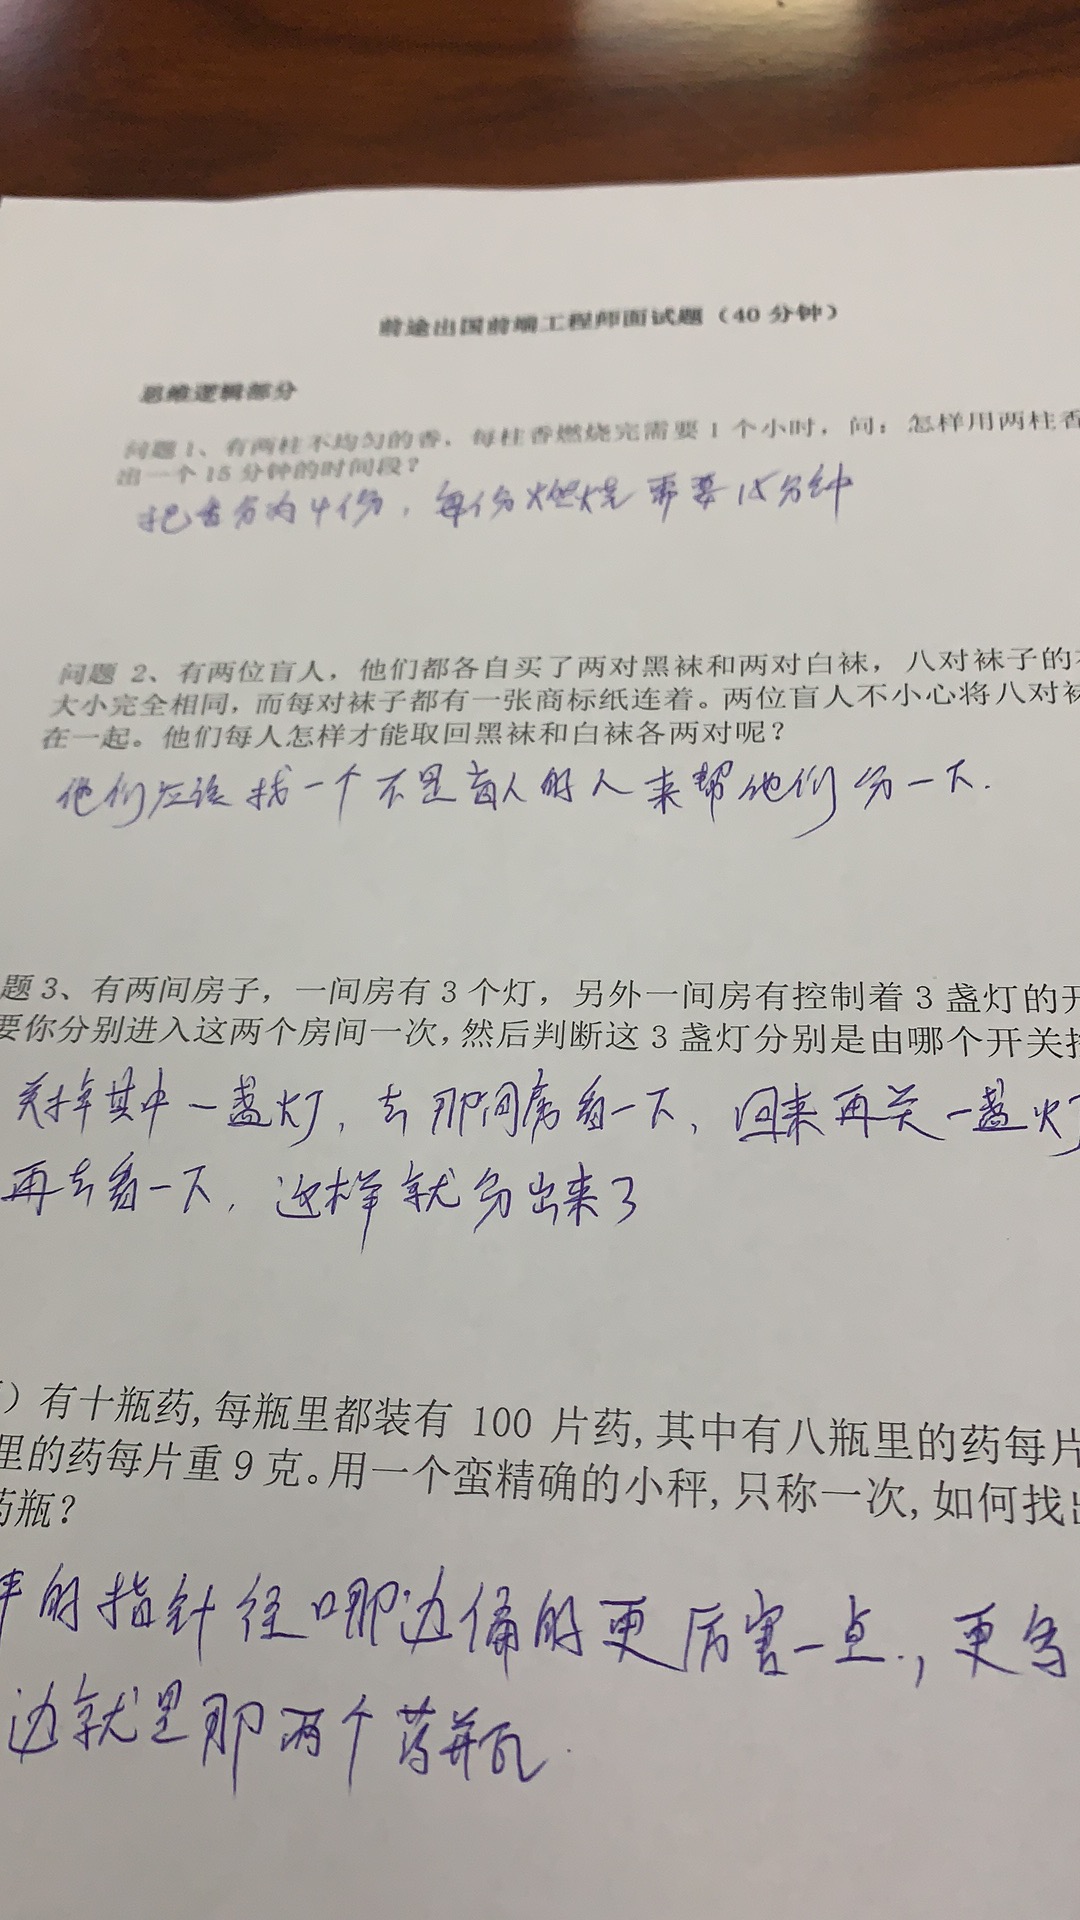 前途出国前端工程师面试题（40 分钟）
思维逻辑部分
问题 1、有两柱不均匀的香，每柱香燃烧完需要 1 个小时，问：怎样用两柱香
出一个 15 分钟的时间段？
把香分为4份，每份燃烧需要15分钟
问题 2、有两位盲人，他们都各自买了两对黑袜和两对白袜，八对袜子的
大小完全相同，而每对袜子都有一张商标纸连着。两位盲人不小心将八对袜
在一起。他们每人怎样才能取回黑袜和白袜各两对呢？
他们应该找一个不是盲人的人来帮他们分一下.
题 3、有两间房子，一间房有 3 个灯，另外一间房有控制着 3 盏灯的开
要你分别进入这两个房间一次，然后判断这 3 盏灯分别是由哪个开关
关掉其中一盏灯，去那间房看一下，回来再关一盏灯
再去看一下，这样就分出来了
）有十瓶药，每瓶里都装有 100 片药，其中有八瓶里的药每片
里的药每片重 9 克。用一个蛮精确的小秤，只称一次，如何找出
药瓶？
的指针往哪边偏的更厉害一点，更
边就是那两个药瓶.